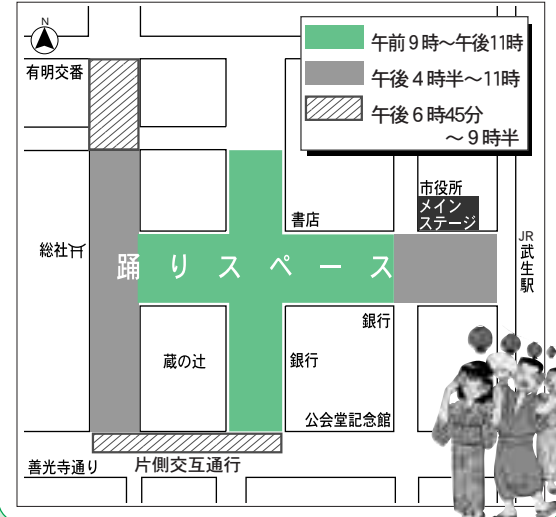 N
午前9時～午後11時
有明交番
午後4時半～11時
午後6時45分
～9時半
市役所
メイン
ステージ
書店
総社
JR武生駅
踊りスペース
銀行
蔵の辻
銀行
公会堂記念館
善光寺通り
片側交互通行